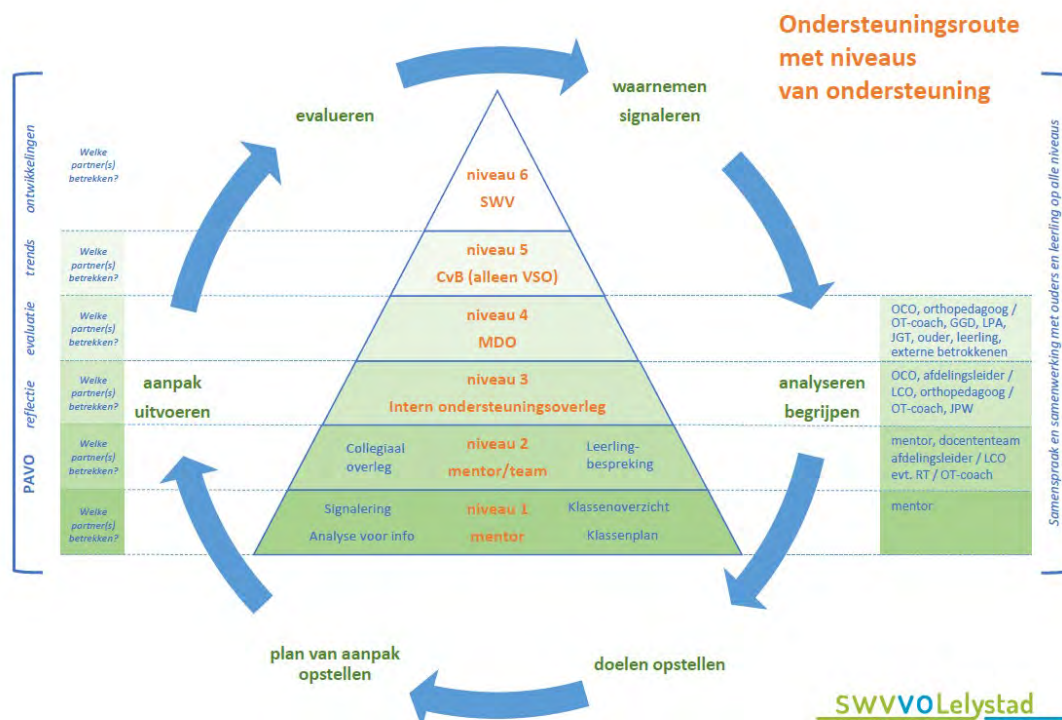 Ondersteuningsroute
met niveaus
van ondersteuning
evalueren
waarnemen
signaleren
analyseren
begrijpen
doelen opstellen
plan van aanpak
opstellen
aanpak
uitvoeren
PAVO reflectie evaluatie trends ontwikkelingen
Welke
partner(s)
betrekken?
niveau 6
SWV
Welke
partner(s)
betrekken?
niveau 5
CvB (alleen VSO)
Welke
partner(s)
betrekken?
niveau 4
MDO
OCO, orthopedagoog /
OT-coach, GGD, LPA,
JGT, ouder, leerling,
externe betrokkenen
Welke
partner(s)
betrekken?
niveau 3
Intern ondersteuningsoverleg
OCO, afdelingsleider /
LCO, orthopedagoog /
OT-coach, JPW
Welke
partner(s)
betrekken?
Collegiaal
overleg
niveau 2
mentor/team
Leerling-
bespreking
mentor, docententeam
afdelingsleider / LCO
evt. RT / OT-coach
Welke
partner(s)
betrekken?
Signalering
Analyse voor info
niveau 1
mentor
Klassenoverzicht
Klassenplan
mentor
Samenspraak en samenwerking met ouders en leerling op alle niveaus
SWVVOLelystad